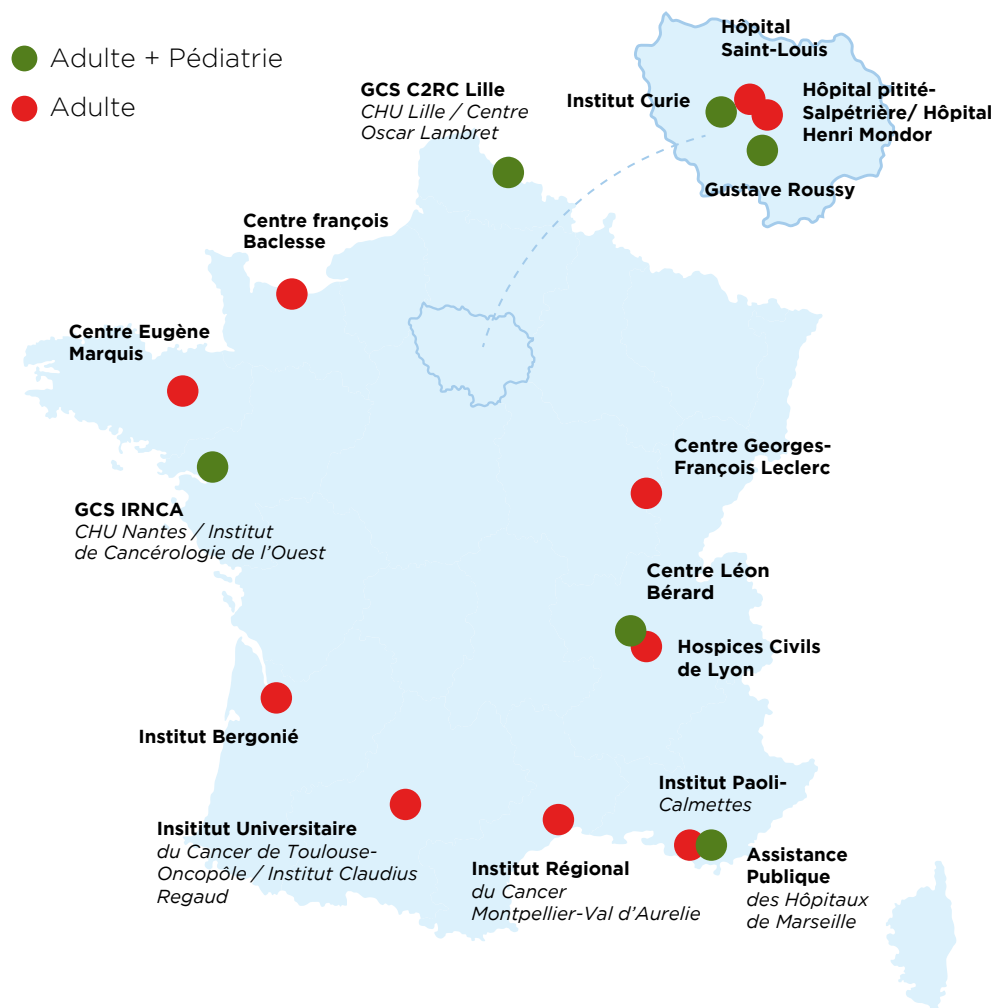 Adulte + Pédiatrie
Adulte
GCS C2RC Lille
CHU Lille / Centre
Oscar Lambret
Hôpital
Saint-Louis
Institut Curie
Hôpital pitité-
Salpétrière/ Hôpital
Henri Mondor
Gustave Roussy
Centre françois
Baclesse
Centre Eugène
Marquis
GCS IRNCA
CHU Nantes / Institut
de Cancérologie de l'Ouest
Centre Georges-
François Leclerc
Centre Léon
Bérard
Hospices Civils
de Lyon
Institut Bergonié
Insititut Universitaire
du Cancer de Toulouse-
Oncopôle / Institut Claudius
Regaud
Institut Régional
du Cancer
Montpellier-Val d'Aurelie
Institut Paoli-
Calmettes
Assistance
Publique
des Hôpitaux
de Marseille